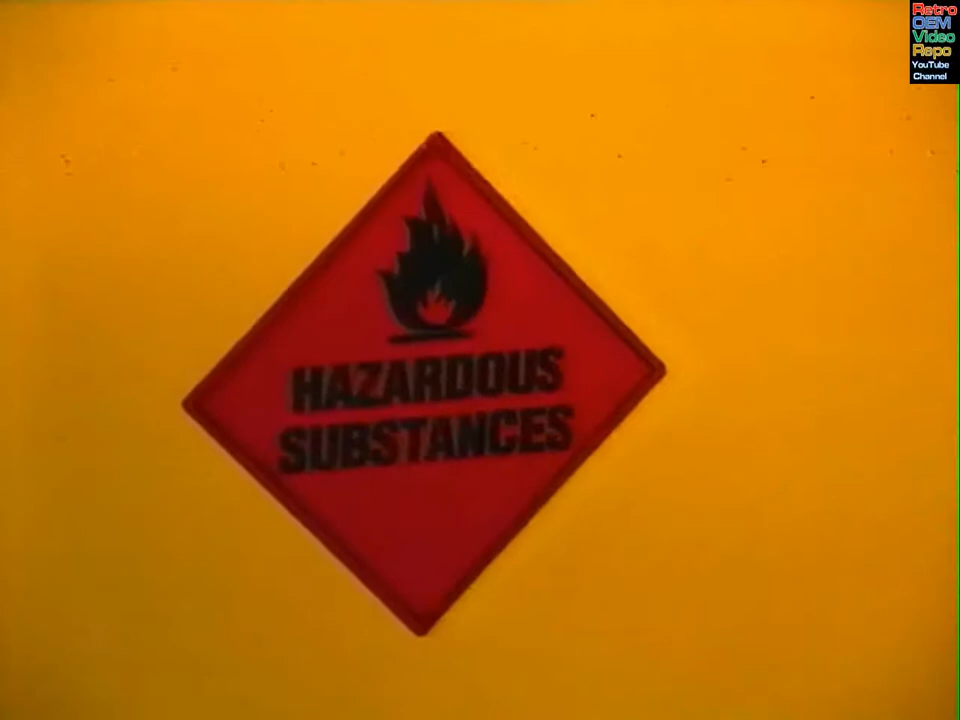 Retro
OEM
Video
Repo
YouTube
Channel
HAZARDOUS
SUBSTANCES